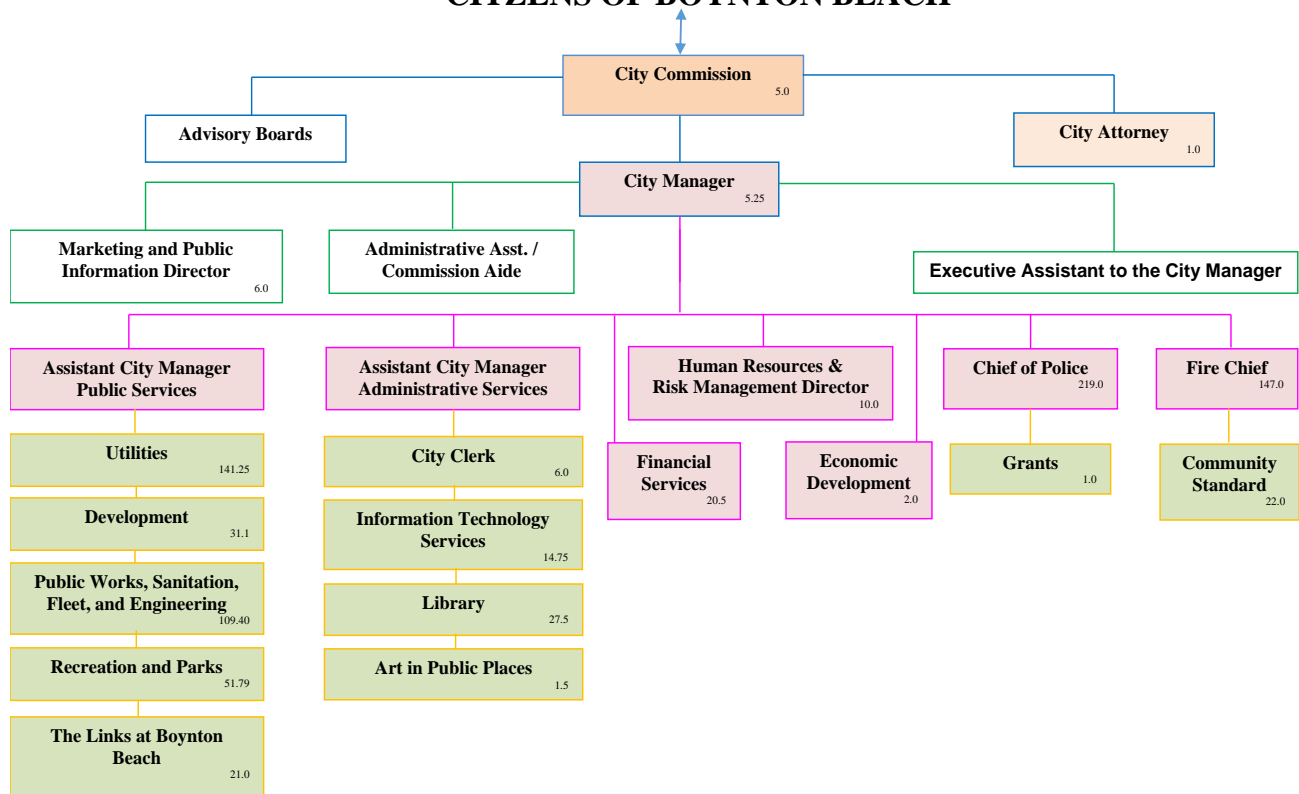 CITIZENS OF BOYNTON BEACH
City Commission
5.0
Advisory Boards
City Attorney
1.0
City Manager
5.25
Marketing and Public
Information Director
6.0
Administrative Asst. /
Commission Aide
Executive Assistant to the City Manager
Assistant City Manager
Public Services
Assistant City Manager
Administrative Services
Human Resources &
Risk Management Director
10.0
Chief of Police
219.0
Fire Chief
147.0
Utilities
141.25
City Clerk
6.0
Financial
Services
20.5
Economic
Development
2.0
Grants
1.0
Community
Standard
22.0
Development
31.1
Information Technology
Services
14.75
Public Works, Sanitation,
Fleet, and Engineering
109.40
Library
27.5
Recreation and Parks
51.79
Art in Public Places
1.5
The Links at Boynton
Beach
21.0